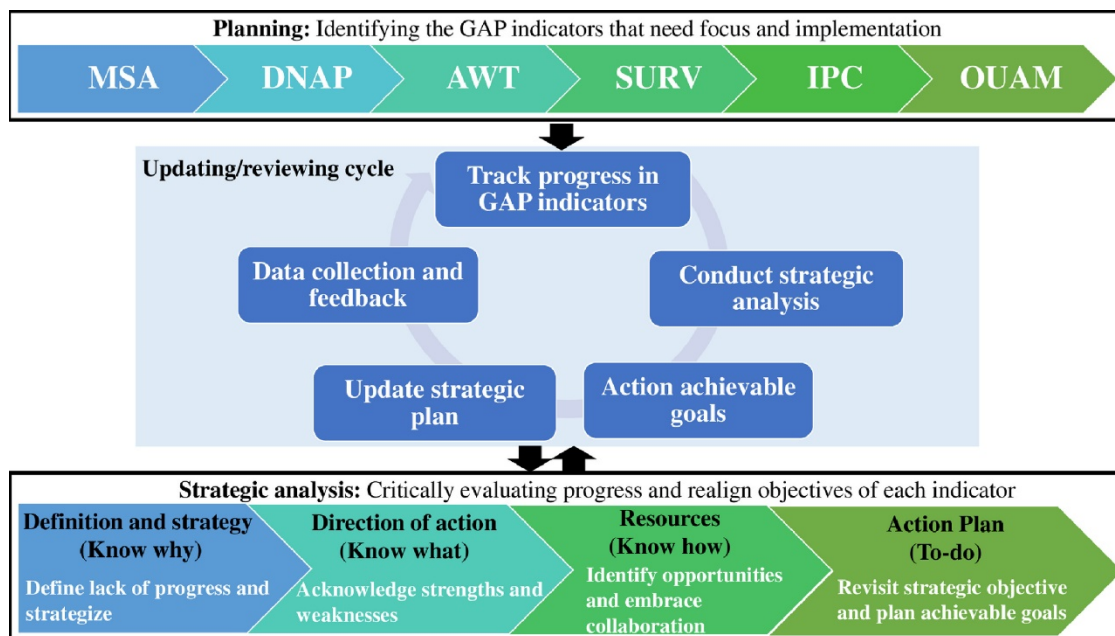 Planning: Identifying the GAP indicators that need focus and implementation
MSA
DNAP
AWT
SURV
IPC
OUAM
Updating/reviewing cycle
Track progress in
GAP indicators
Conduct strategic
analysis
Action achievable
goals
Update strategic
plan
Data collection and
feedback
Strategic analysis: Critically evaluating progress and realign objectives of each indicator
Definition and strategy
(Know why)
Define lack of progress and
strategize
Direction of action
(Know what)
Acknowledge strengths and
weaknesses
Resources
(Know how)
Identify opportunities
and embrace
collaboration
Action Plan
(To-do)
Revisit strategic objective
and plan achievable goals